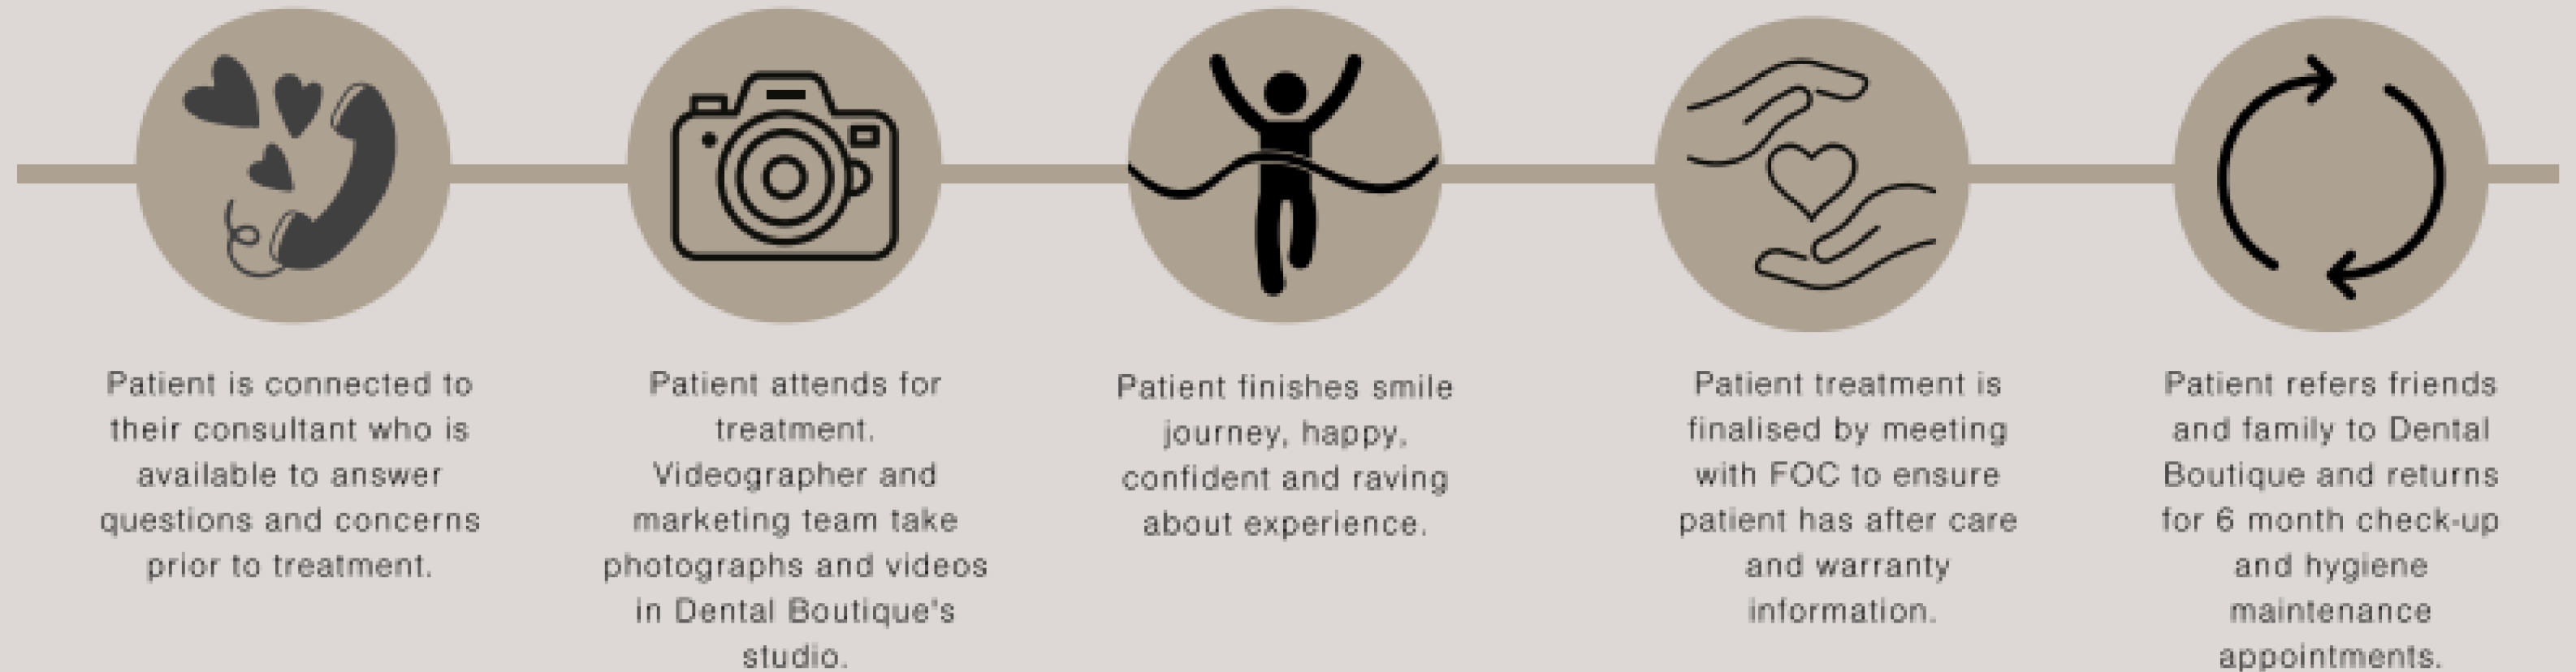 Patient is connected to
their consultant who is
available to answer
questions and concerns
prior to treatment.
Patient attends for
treatment.
Videographer and
marketing team take
photographs and videos
in Dental Boutique's
studio.
Patient finishes smile
journey, happy,
confident and raving
about experience.
Patient treatment is
finalised by meeting
with FOC to ensure
patient has after care
and warranty
information.
Patient refers friends
and family to Dental
Boutique and returns
for 6 month check-up
and hygiene
maintenance
appointments.